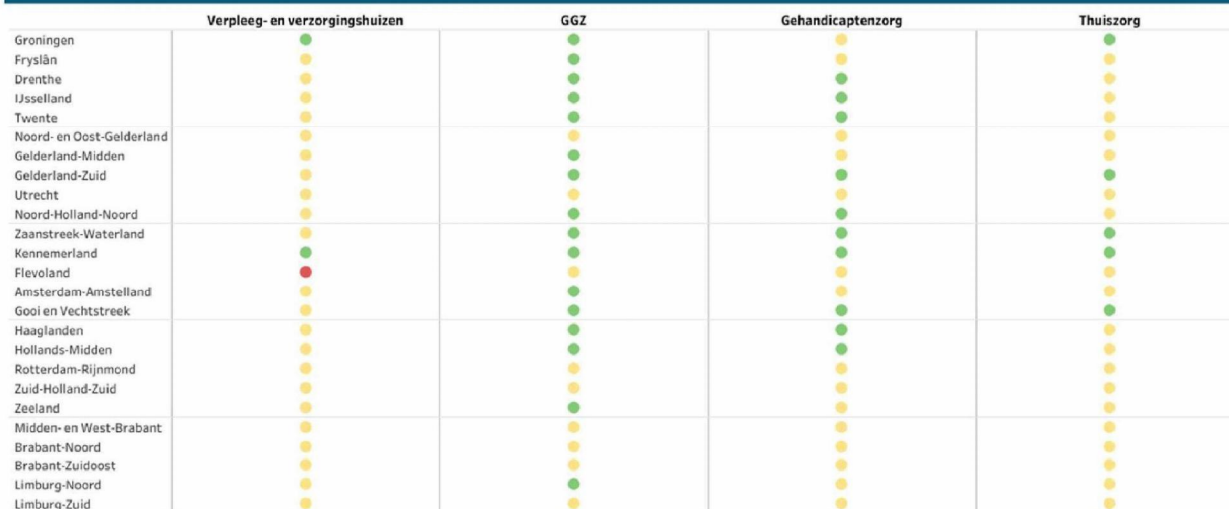 Verpleeg- en verzorgingshuizen GGZ Gehandicaptenzorg Thuiszorg
Groningen
Fryslân
Drenthe
IJsselland
Twente
Noord- en Oost-Gelderland
Gelderland-Midden
Gelderland-Zuid
Utrecht
Noord-Holland-Noord
Zaanstreek-Waterland
Kennemerland
Flevoland
Amsterdam-Amstelland
Gooi en Vechtstreek
Haaglanden
Hollands-Midden
Rotterdam-Rijnmond
Zuid-Holland-Zuid
Zeeland
Midden- en West-Brabant
Brabant-Noord
Brabant-Zuidoost
Limburg-Noord
Limburg-Zuid